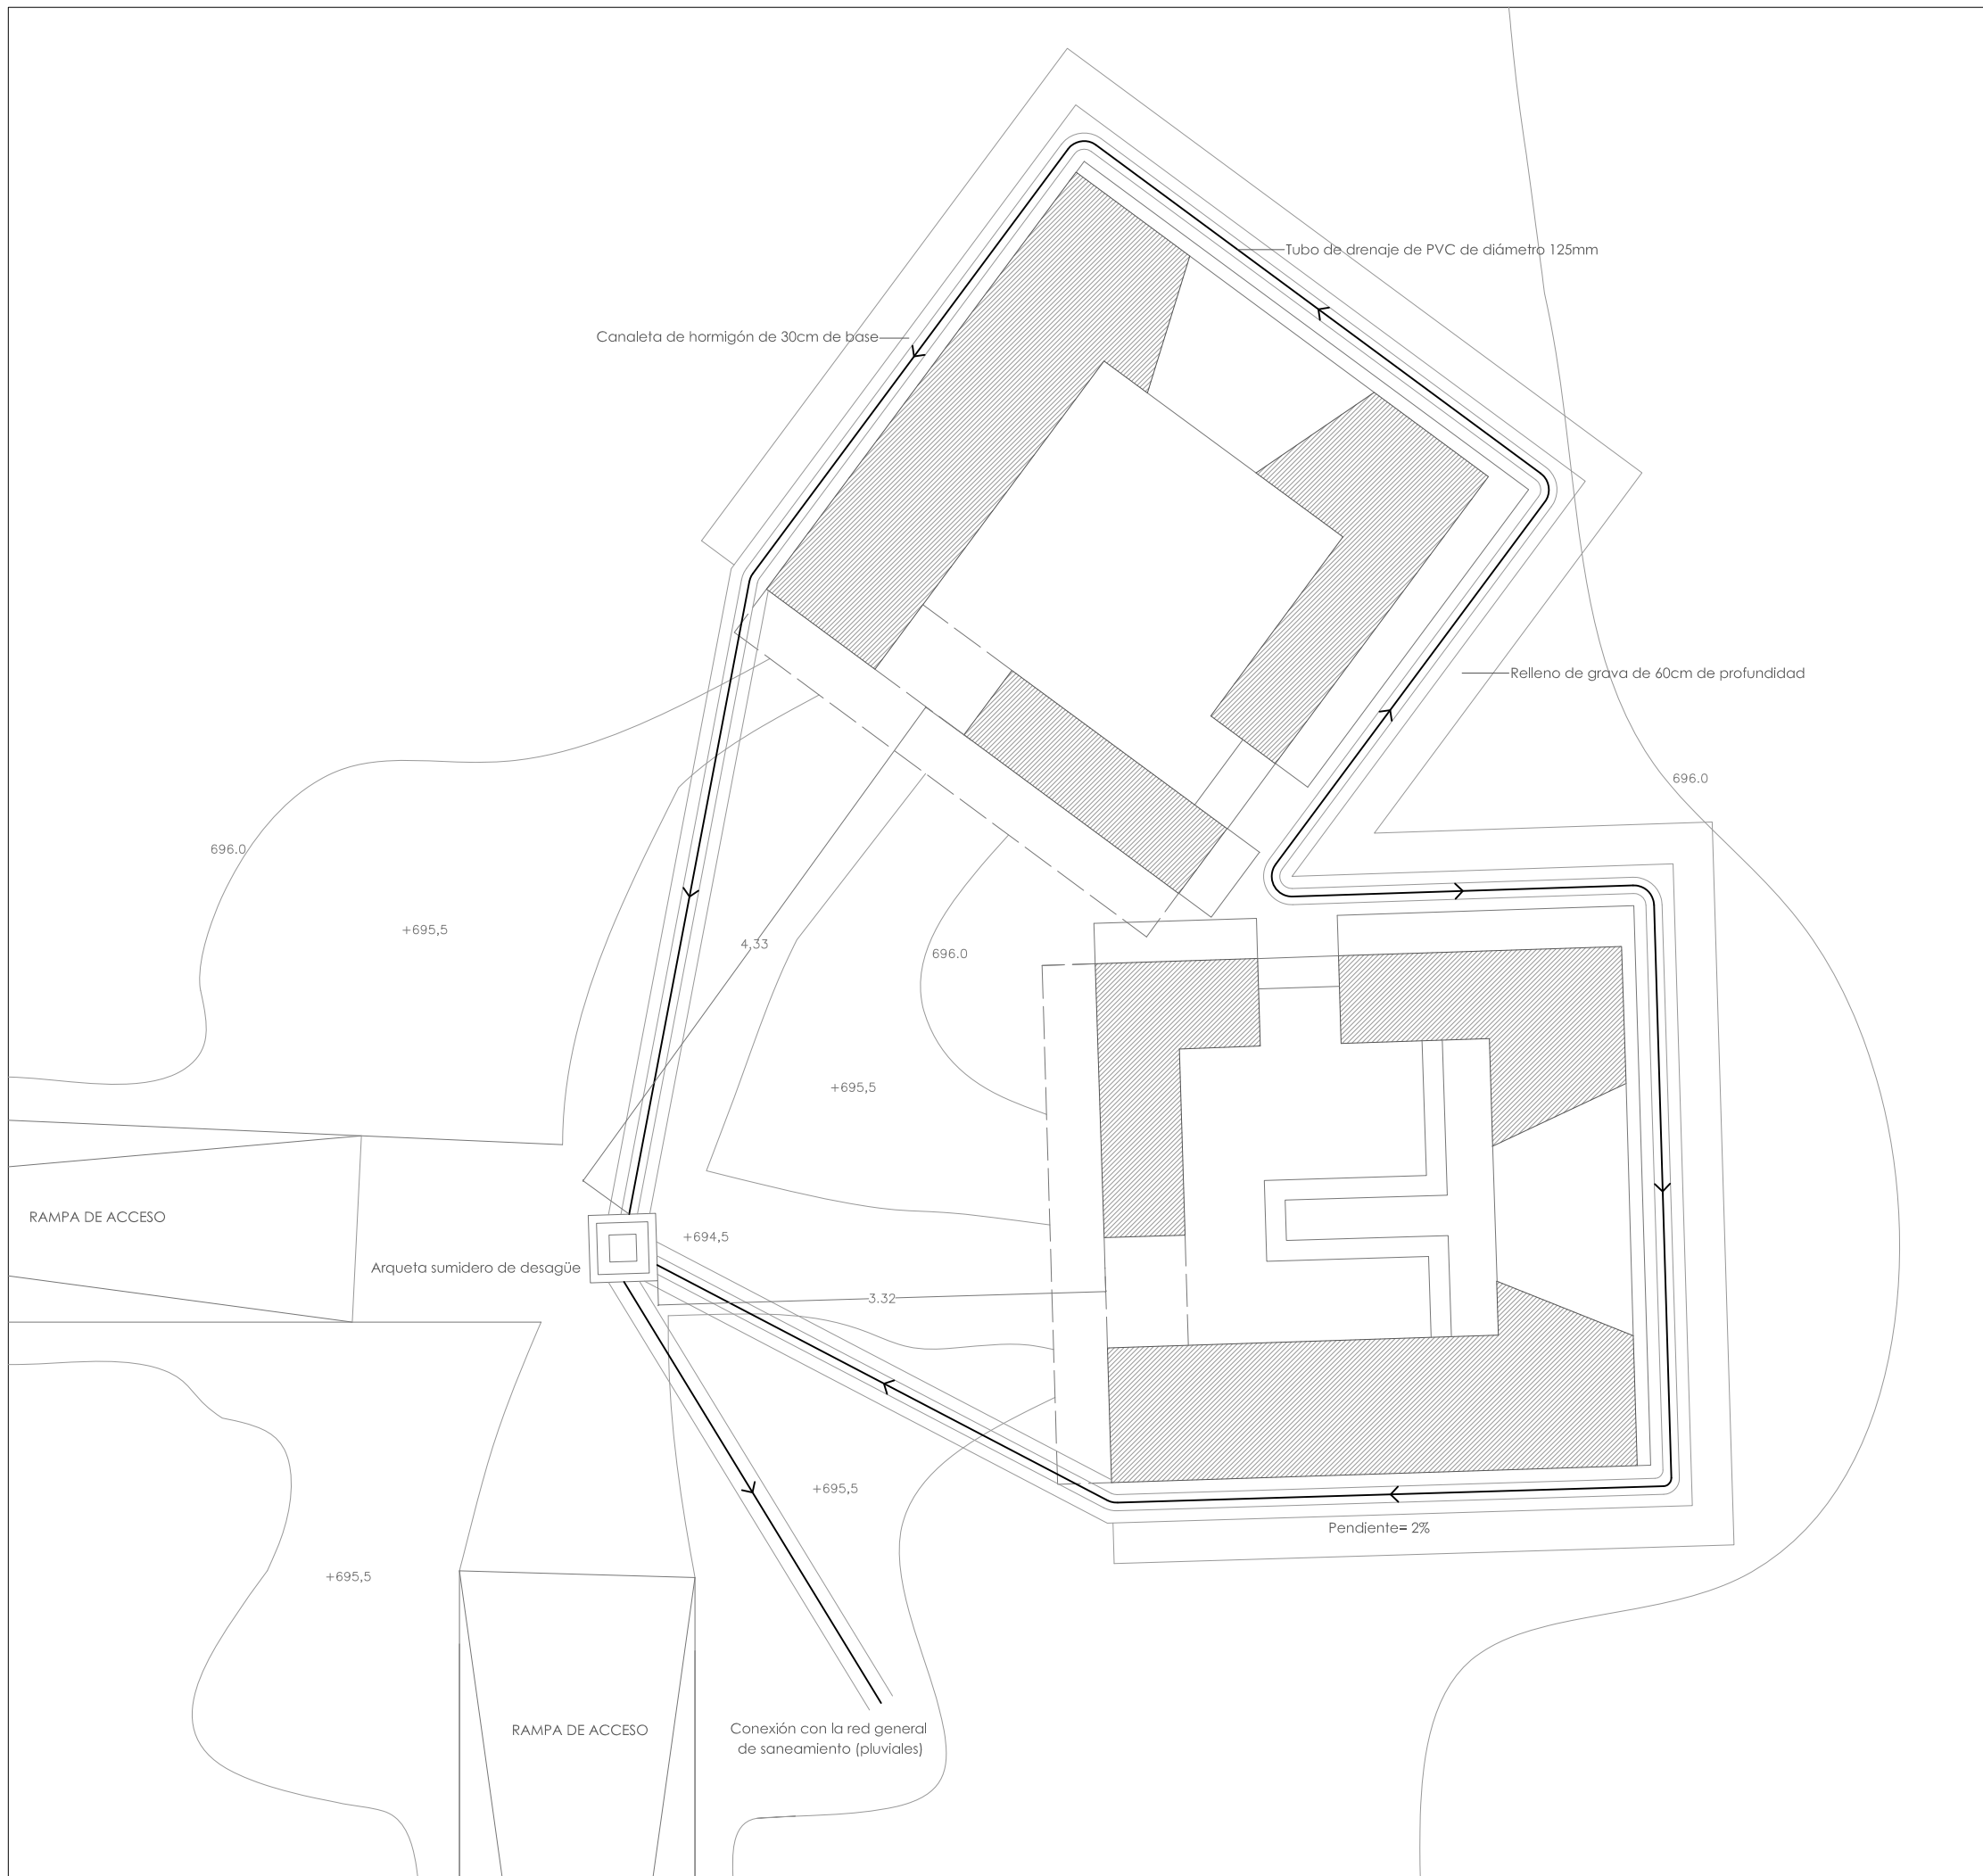 Tubo de drenaje de PVC de diámetro 125mm
Canaleta de hormigón de 30cm de base
Relleno de grava de 60cm de profundidad
696.0
696.0
+695,5
4,33
696.0
+695,5
RAMPA DE ACCESO
+694,5
Arqueta sumidero de desagüe
3.32
+695,5
Pendiente= 2%
+695,5
RAMPA DE ACCESO
Conexión con la red general
de saneamiento (pluviales)